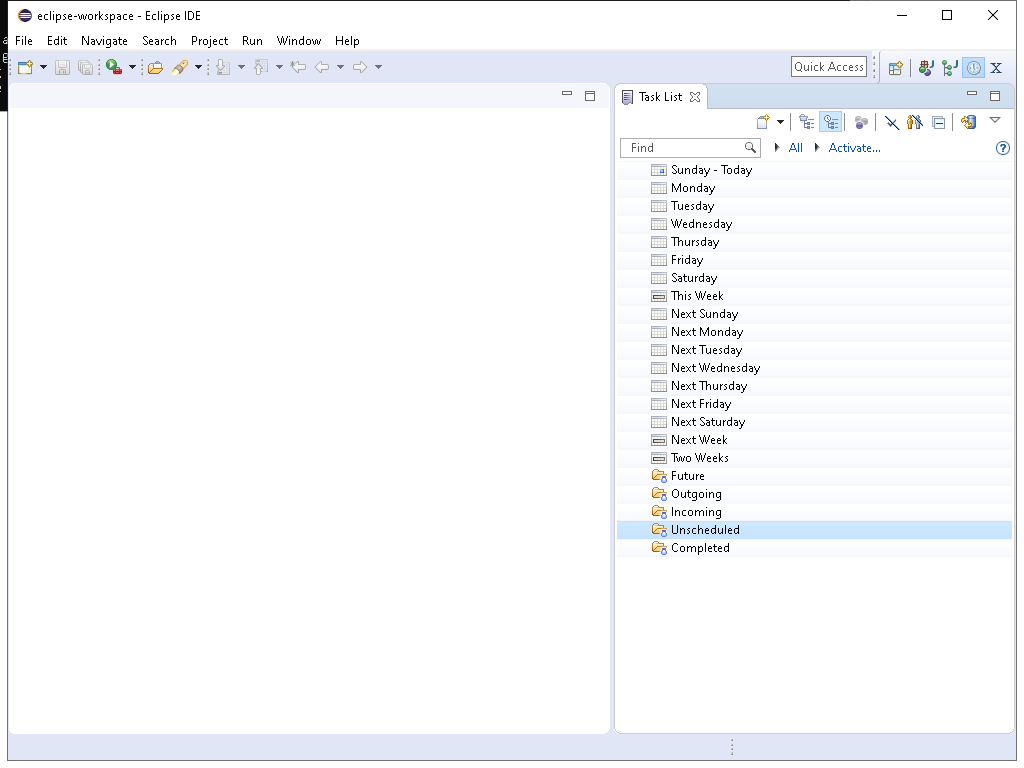 eclipse-workspace - Eclipse IDE
File Edit Navigate Search Project Run Window Help
Quick Access
Task List
Find All Activate...
Sunday - Today
Monday
Tuesday
Wednesday
Thursday
Friday
Saturday
This Week
Next Sunday
Next Monday
Next Tuesday
Next Wednesday
Next Thursday
Next Friday
Next Saturday
Next Week
Two Weeks
Future
Outgoing
Incoming
Unscheduled
Completed